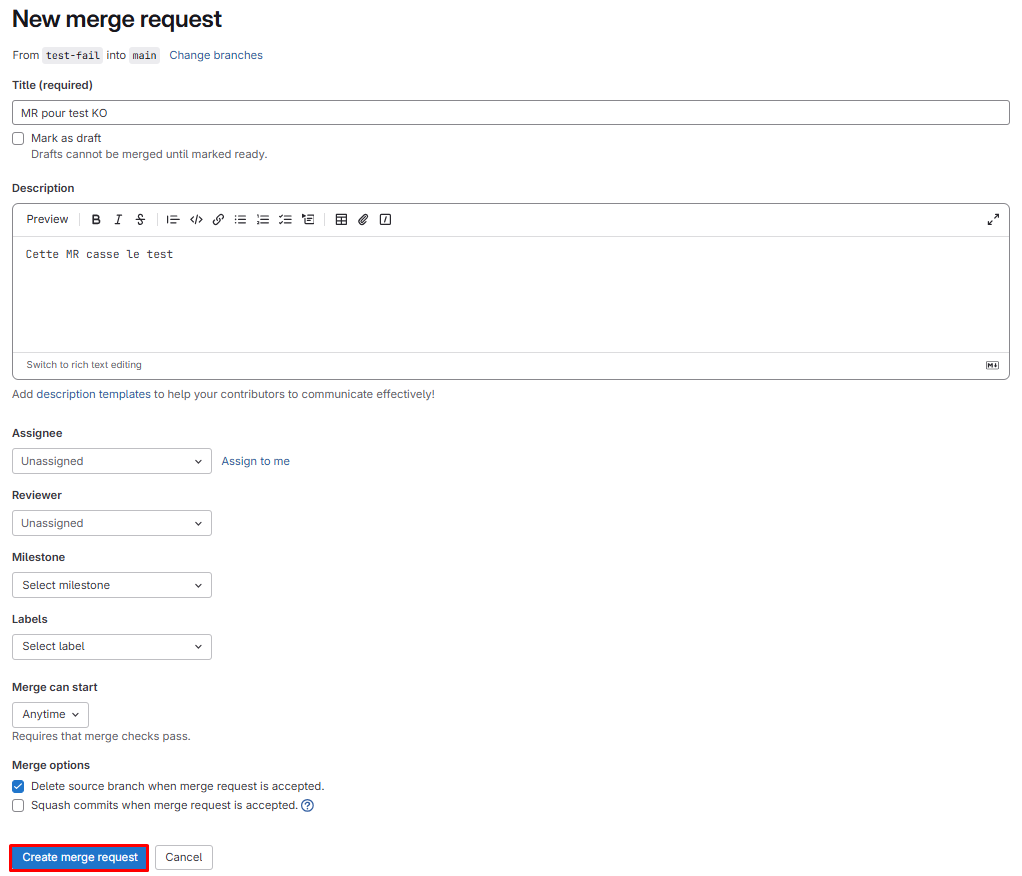 New merge request
From test-fail into main Change branches
Title (required)
MR pour test KO
Mark as draft
Drafts cannot be merged until marked ready.
Description
Preview
Cette MR casse le test
Switch to rich text editing
Add description templates to help your contributors to communicate effectively!
Assignee
Unassigned Assign to me
Reviewer
Unassigned
Milestone
Select milestone
Labels
Select label
Merge can start
Anytime
Requires that merge checks pass.
Merge options
Delete source branch when merge request is accepted.
Squash commits when merge request is accepted.
Create merge request Cancel